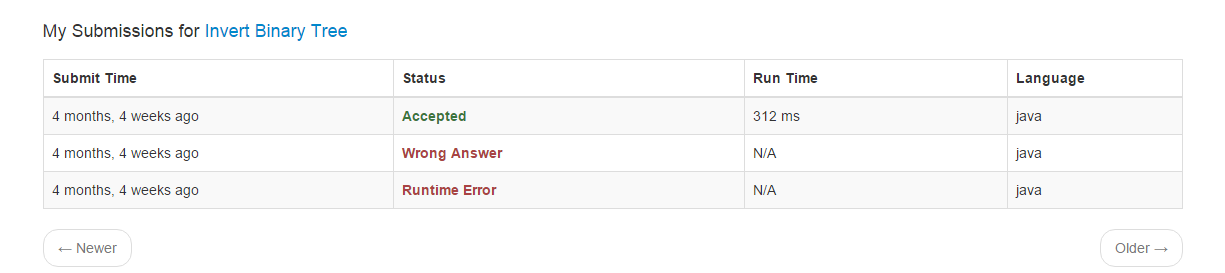 My Submissions for Invert Binary Tree
Submit Time Status Run Time Language
4 months, 4 weeks ago Accepted 312 ms java
4 months, 4 weeks ago Wrong Answer N/A java
4 months, 4 weeks ago Runtime Error N/A java
← Newer Older →